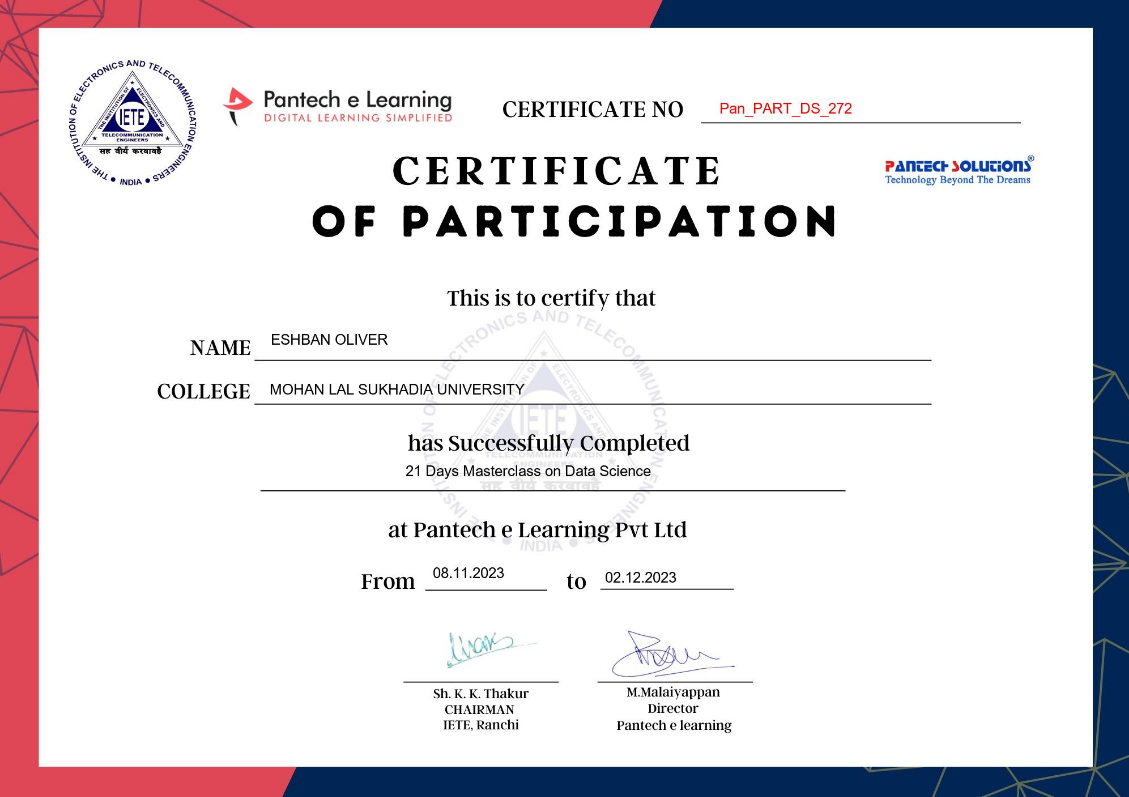 THE INSTITUTION OF ELECTRONICS AND TELECOMMUNICATION ENGINEERS
INDIA
IETE
TELECOMMUNICATION
ENGINEERS
सह वीर्यं करवावहै
Pantech e Learning
DIGITAL LEARNING SIMPLIFIED
CERTIFICATE NO Pan_PART_DS_272
PANTECH SOLUTIONS®
Technology Beyond The Dreams
CERTIFICATE
OF PARTICIPATION
This is to certify that
NAME ESHBAN OLIVER
COLLEGE MOHAN LAL SUKHADIA UNIVERSITY
has Successfully Completed
21 Days Masterclass on Data Science
at Pantech e Learning Pvt Ltd
From 08.11.2023 to 02.12.2023
Sh. K. K. Thakur
CHAIRMAN
IETE, Ranchi
M.Malaiyappan
Director
Pantech e learning